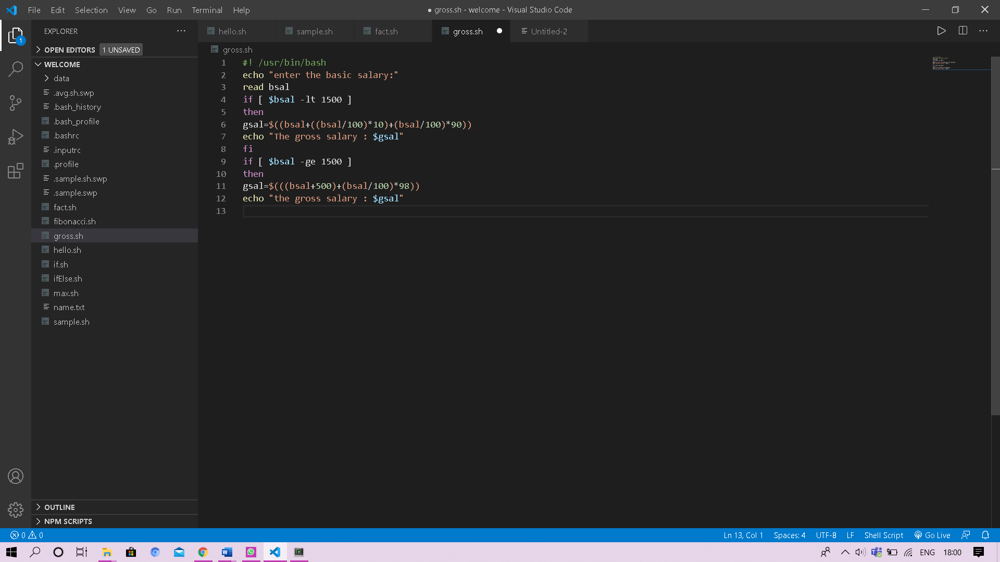 File Edit Selection View Go Run Terminal Help
● gross.sh - welcome - Visual Studio Code
EXPLORER
1
OPEN EDITORS 1 UNSAVED
WELCOME
data
.avg.sh.swp
.bash_history
.bash_profile
.bashrc
.inputrc
.profile
.sample.sh.swp
.sample.swp
fact.sh
fibonacci.sh
gross.sh
hello.sh
if.sh
ifElse.sh
max.sh
name.txt
sample.sh
OUTLINE
NPM SCRIPTS
hello.sh sample.sh fact.sh gross.sh Untitled-2
gross.sh
1 #! /usr/bin/bash
2 echo "enter the basic salary:"
3 read bsal
4 if [ $bsal -lt 1500 ]
5 then
6 gsal=$((bsal+((bsal/100)*10)+(bsal/100)*90))
7 echo "The gross salary : $gsal"
8 fi
9 if [ $bsal -ge 1500 ]
10 then
11 gsal=$(((bsal+500)+(bsal/100)*98))
12 echo "the gross salary : $gsal"
13
0 0 Ln 13, Col 1 Spaces: 4 UTF-8 LF Shell Script Go Live
ENG 18:00